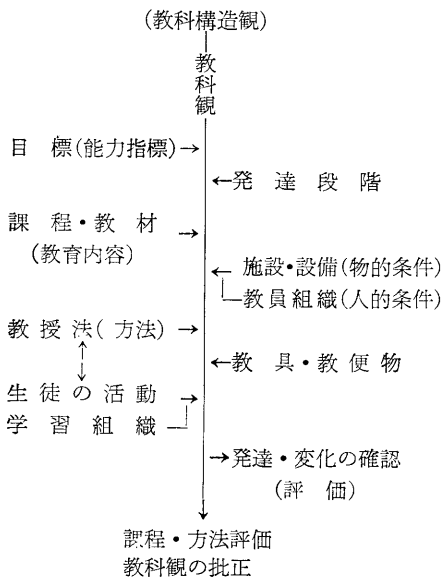 (教科構造観)
教科観
目標(能力指標)
発達段階
課程・教材
(教育内容)
施設・設備(物的条件)
教員組織(人的条件)
教授法(方法)
教具・教便物
生徒の活動
学習組織
発達・変化の確認
(評価)
課程・方法評価
教科観の批正